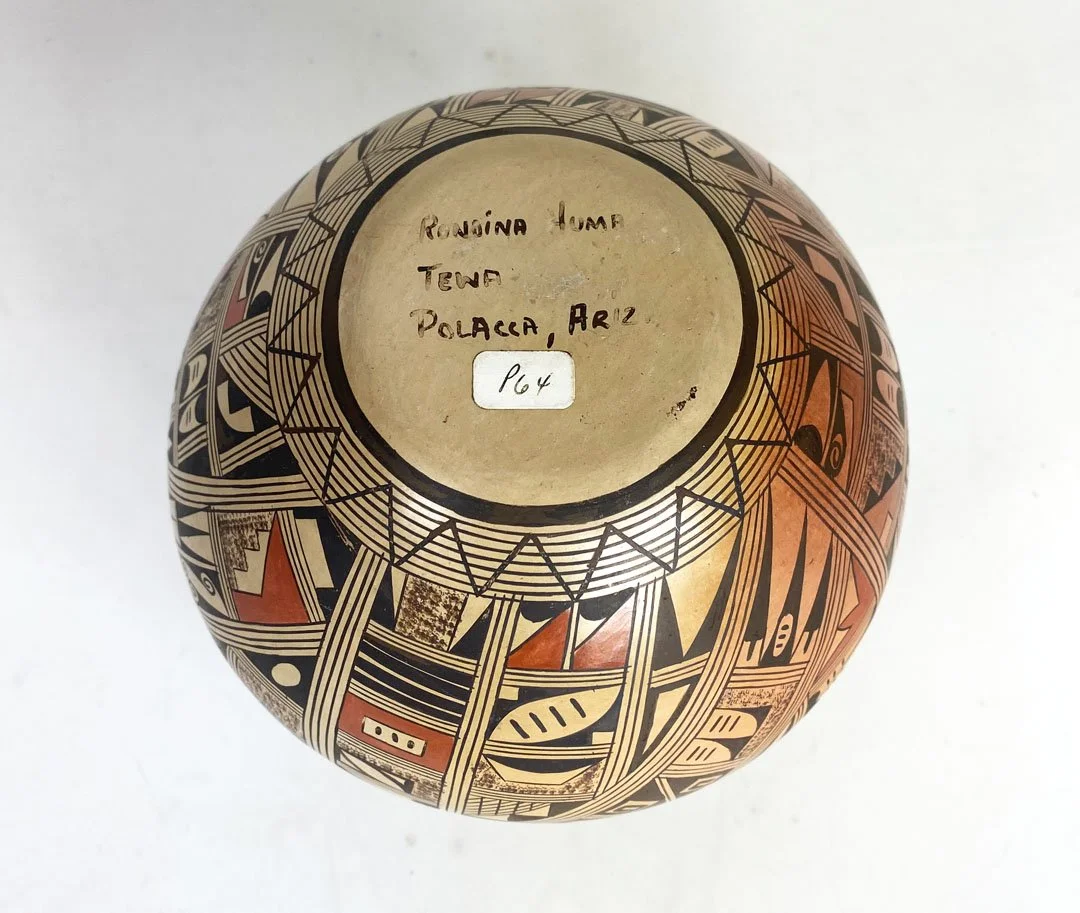 RONDINA HUMA
TEWA
POLACCA, ARIZ.
P64